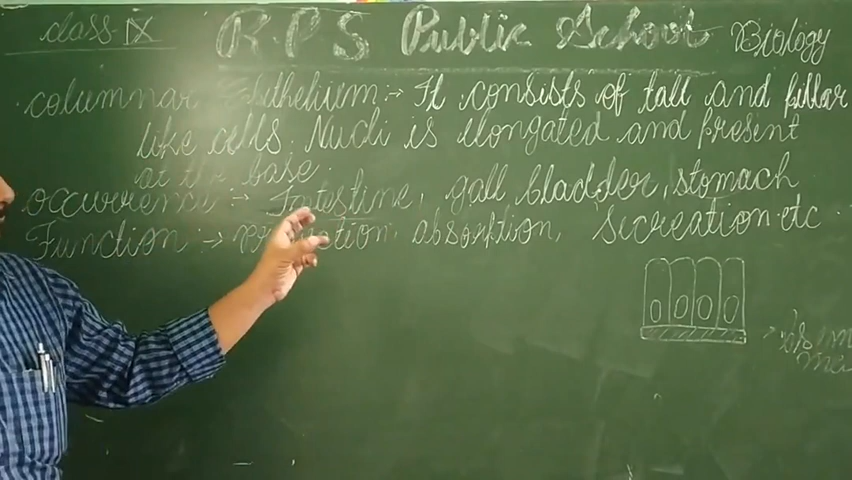 class IX R.P S Public School Biology
columnar Epithelium :- It consists of tall and pillar
like cells. Nucli is elongated and present
at the base.
occurrence :- Intestine, gall bladder, stomach
Function :- absorption, Secreation etc